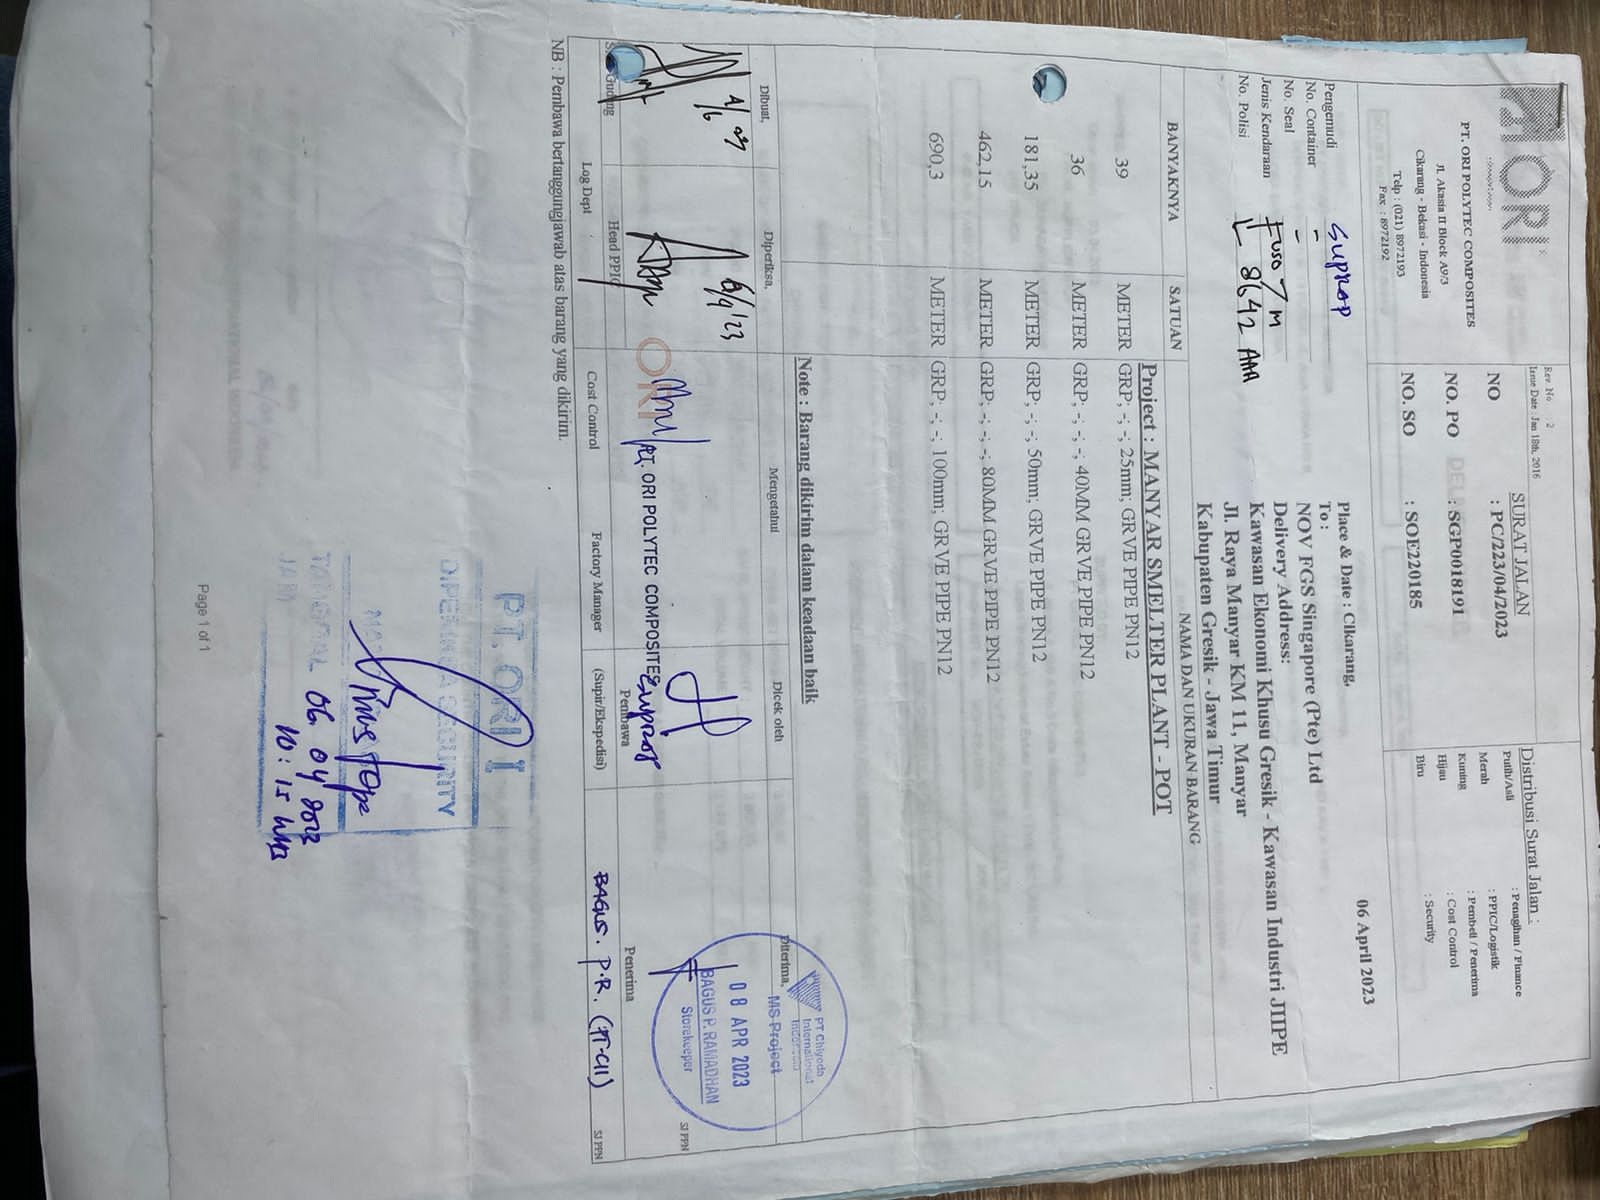 ORI
PT. ORI POLYTEC COMPOSITES
Jl. Akasia II Block A9/3
Cikarang - Bekasi - Indonesia
Telp : (021) 8972193
Fax : 8972192
Rev. No : 2
Issue Date : Jan 18th, 2016
SURAT JALAN
NO : PC/223/04/2023
NO. PO : SGP0018191
NO. SO : SOE220185
Distribusi Surat Jalan :
Putih/Asli : Penagihan / Finance
Merah : PPIC/Logistik
Kuning : Pembeli / Penerima
Hijau : Cost Control
Biru : Security
Pengemudi Suprap
No. Container -
No. Seal -
Jenis Kendaraan Fuso 7 m
No. Polisi L 8642 AAA
Place & Date : Cikarang, 06 April 2023
To :
NOV FGS Singapore (Pte) Ltd
Delivery Address:
Kawasan Ekonomi Khusu Gresik - Kawasan Industri JIIPE
Jl. Raya Manyar KM 11, Manyar
Kabupaten Gresik - Jawa Timur
BANYAKNYA SATUAN NAMA DAN UKURAN BARANG
Project : MANYAR SMELTER PLANT - POT
39 METER GRP; -; -; 25mm; GRVE PIPE PN12
36 METER GRP; -; -; 40MM GRVE PIPE PN12
181,35 METER GRP; -; -; 50mm; GRVE PIPE PN12
462,15 METER GRP; -; -; 80MM GRVE PIPE PN12
690,3 METER GRP; -; -; 100mm; GRVE PIPE PN12
Note : Barang dikirim dalam keadaan baik
Dibuat, Diperiksa, Mengetahui Dicek oleh Diterima,
6/4/23
ORI
PT. ORI POLYTEC COMPOSITES
Suprap
PT. Chiyoda
International
Indonesia
MS Project
08 APR 2023
BAGUS P. RAMADHAN
Storekeeper
Gudang Head PPIC Pembawa Penerima SJ PPN
Log Dept Cost Control Factory Manager (Supir/Ekspedisi) BAGUS. P.R. (PT-CII) SJ PPN
NB : Pembawa bertanggungjawab atas barang yang dikirim.
PT. ORI I
DIPERIKSA SECURITY
TANGGAL 06. 04 2023
JAM 10 : 15 WIB
Page 1 of 1